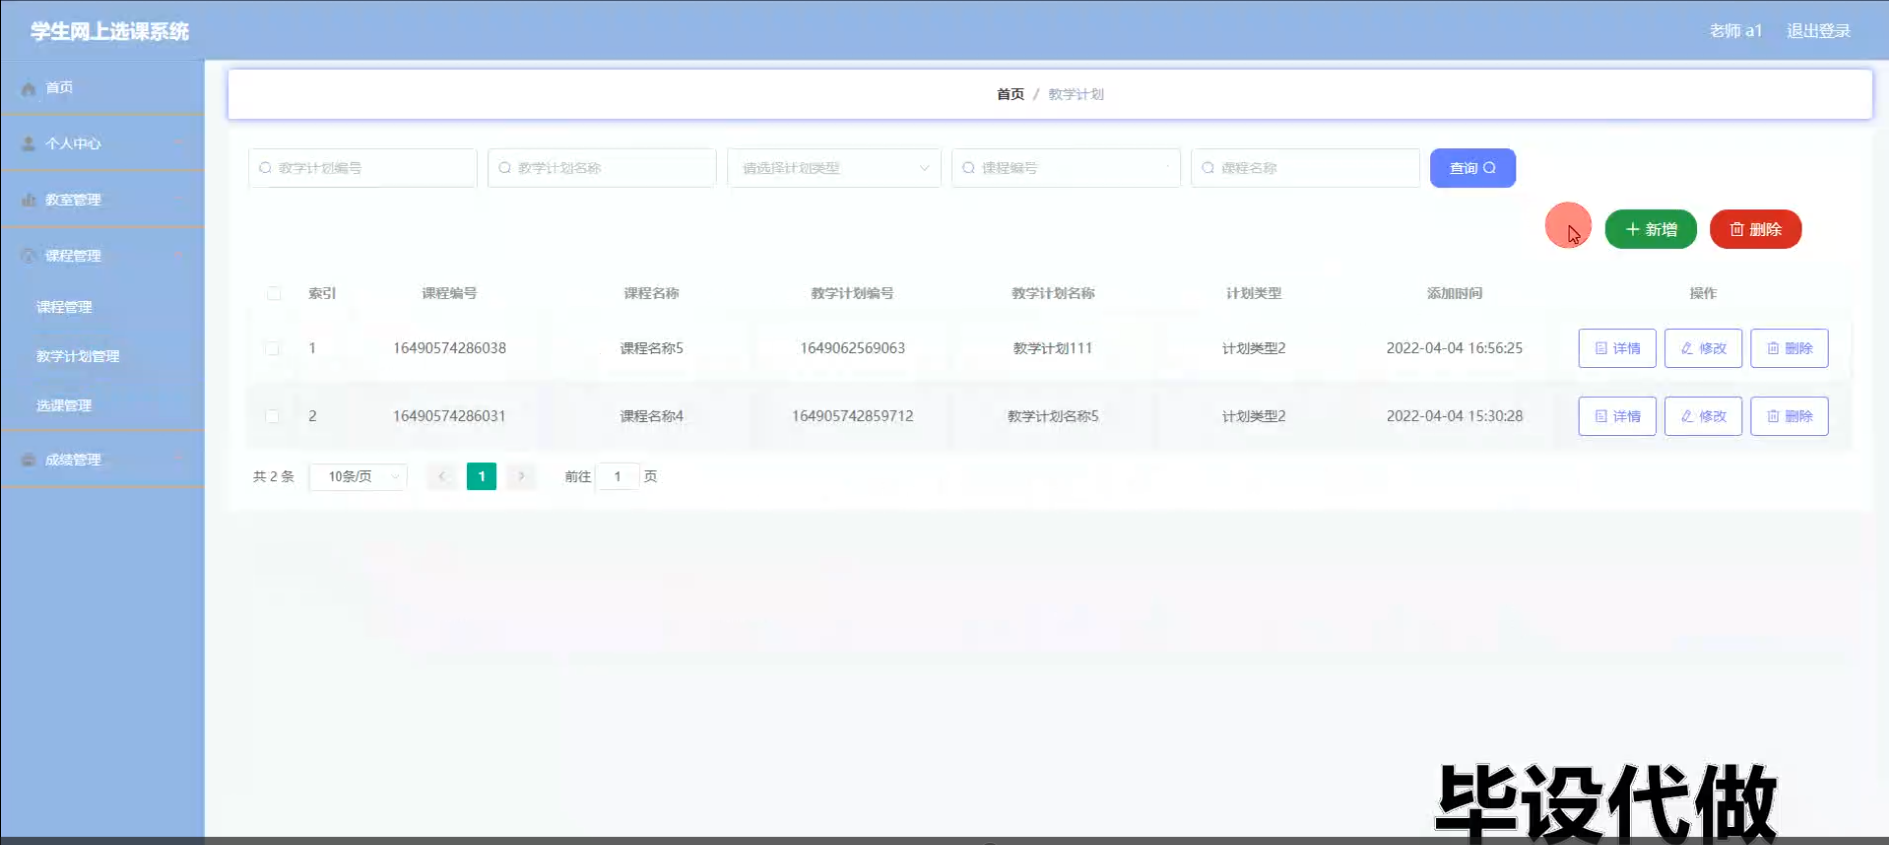 学生网上选课系统
老师 a1 退出登录
首页
个人中心
教室管理
课程管理
课程管理
教学计划管理
选课管理
成绩管理
首页 / 教学计划
教学计划编号 教学计划名称 请选择计划类型 课程编号 课程名称 查询
新增 删除
索引 课程编号 课程名称 教学计划编号 教学计划名称 计划类型 添加时间 操作
1 16490574286038 课程名称5 1649062569063 教学计划111 计划类型2 2022-04-04 16:56:25 详情 修改 删除
2 16490574286031 课程名称4 164905742859712 教学计划名称5 计划类型2 2022-04-04 15:30:28 详情 修改 删除
共 2 条 10条/页 1 前往 1 页
毕设代做